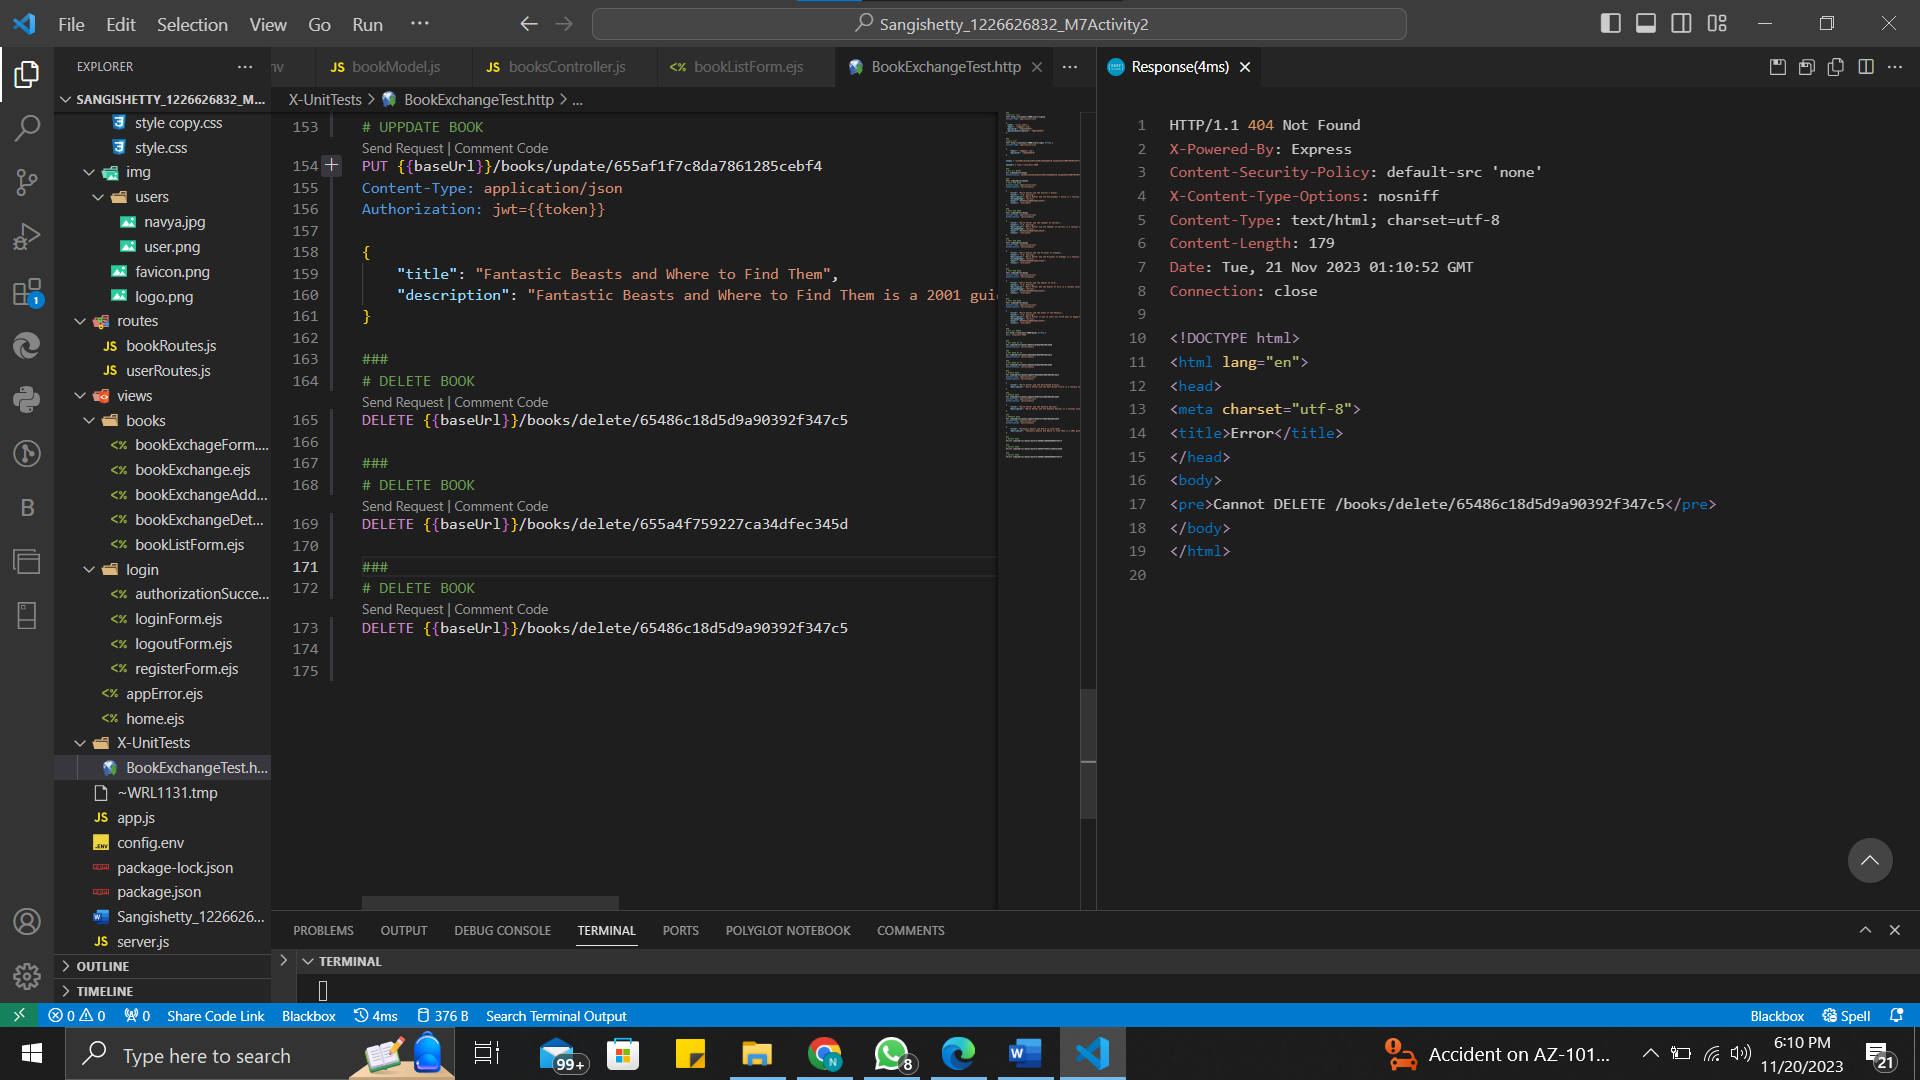 File Edit Selection View Go Run ···
Sangishetty_1226626832_M7Activity2
EXPLORER
SANGISHETTY_1226626832_M...
style copy.css
style.css
img
users
navya.jpg
user.png
favicon.png
logo.png
routes
JS bookRoutes.js
JS userRoutes.js
views
books
<%> bookExchageForm....
<%> bookExchange.ejs
<%> bookExchangeAdd...
<%> bookExchangeDet...
<%> bookListForm.ejs
login
<%> authorizationSucce...
<%> loginForm.ejs
<%> logoutForm.ejs
<%> registerForm.ejs
<%> appError.ejs
<%> home.ejs
X-UnitTests
BookExchangeTest.h...
~WRL1131.tmp
JS app.js
config.env
package-lock.json
package.json
Sangishetty_1226626...
JS server.js
OUTLINE
TIMELINE
nv JS bookModel.js JS booksController.js <%> bookListForm.ejs BookExchangeTest.http
X-UnitTests > BookExchangeTest.http > ...
153 # UPPDATE BOOK
Send Request | Comment Code
154 PUT {{baseUrl}}/books/update/655af1f7c8da7861285cebf4
155 Content-Type: application/json
156 Authorization: jwt={{token}}
157
158 {
159 "title": "Fantastic Beasts and Where to Find Them",
160 "description": "Fantastic Beasts and Where to Find Them is a 2001 gui
161 }
162
163 ###
164 # DELETE BOOK
Send Request | Comment Code
165 DELETE {{baseUrl}}/books/delete/65486c18d5d9a90392f347c5
166
167 ###
168 # DELETE BOOK
Send Request | Comment Code
169 DELETE {{baseUrl}}/books/delete/655a4f759227ca34dfec345d
170
171 ###
172 # DELETE BOOK
Send Request | Comment Code
173 DELETE {{baseUrl}}/books/delete/65486c18d5d9a90392f347c5
174
175
Response(4ms)
1 HTTP/1.1 404 Not Found
2 X-Powered-By: Express
3 Content-Security-Policy: default-src 'none'
4 X-Content-Type-Options: nosniff
5 Content-Type: text/html; charset=utf-8
6 Content-Length: 179
7 Date: Tue, 21 Nov 2023 01:10:52 GMT
8 Connection: close
9
10 <!DOCTYPE html>
11 <html lang="en">
12 <head>
13 <meta charset="utf-8">
14 <title>Error</title>
15 </head>
16 <body>
17 <pre>Cannot DELETE /books/delete/65486c18d5d9a90392f347c5</pre>
18 </body>
19 </html>
20
PROBLEMS OUTPUT DEBUG CONSOLE TERMINAL PORTS POLYGLOT NOTEBOOK COMMENTS
TERMINAL
0 0 0 Share Code Link Blackbox 4ms 376 B Search Terminal Output Blackbox Spell
Type here to search 99+ 8 Accident on AZ-101... 6:10 PM
11/20/2023 21